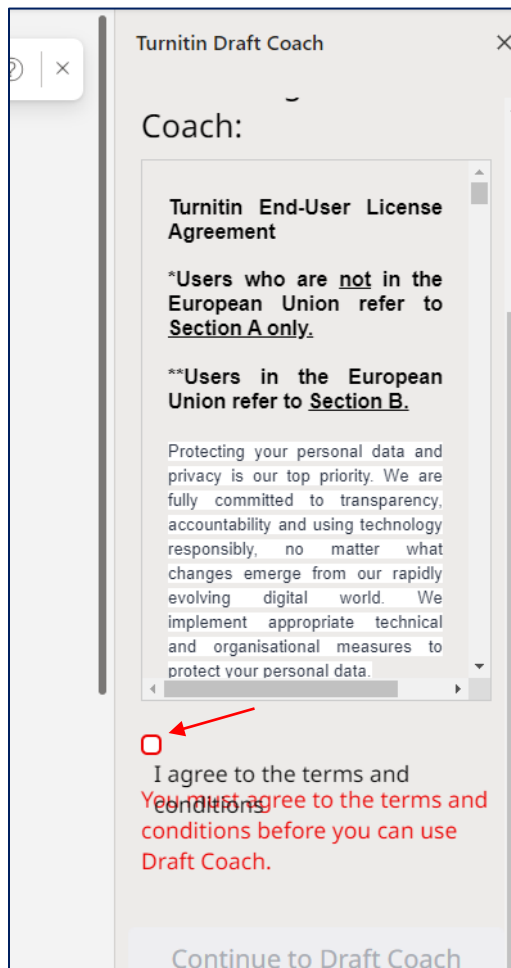 Turnitin Draft Coach
Coach:
Turnitin End-User License
Agreement
*Users who are not in the
European Union refer to
Section A only.
**Users in the European
Union refer to Section B.
Protecting your personal data and
privacy is our top priority. We are
fully committed to transparency,
accountability and using technology
responsibly, no matter what
changes emerge from our rapidly
evolving digital world. We
implement appropriate technical
and organisational measures to
protect your personal data.
I agree to the terms and
conditions
You must agree to the terms and
conditions before you can use
Draft Coach.
Continue to Draft Coach